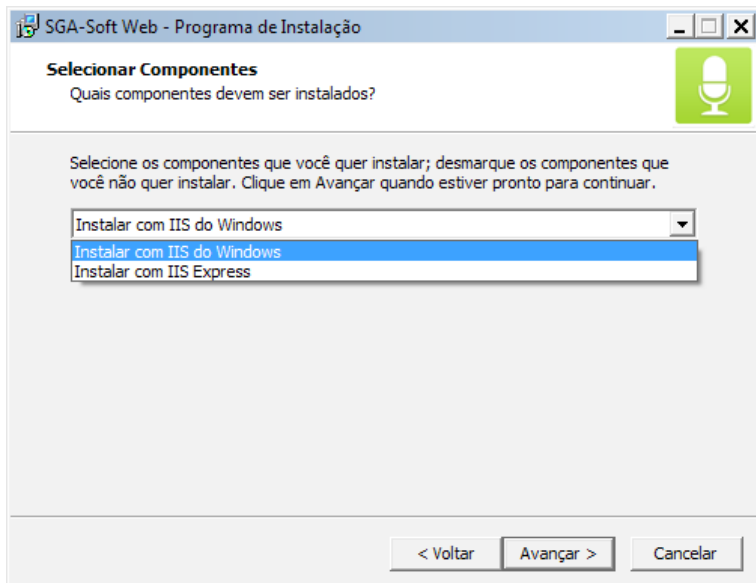 SGA-Soft Web - Programa de Instalação
Selecionar Componentes
Quais componentes devem ser instalados?
Selecione os componentes que você quer instalar; desmarque os componentes que
você não quer instalar. Clique em Avançar quando estiver pronto para continuar.
Instalar com IIS do Windows
Instalar com IIS do Windows
Instalar com IIS Express
< Voltar
Avançar >
Cancelar